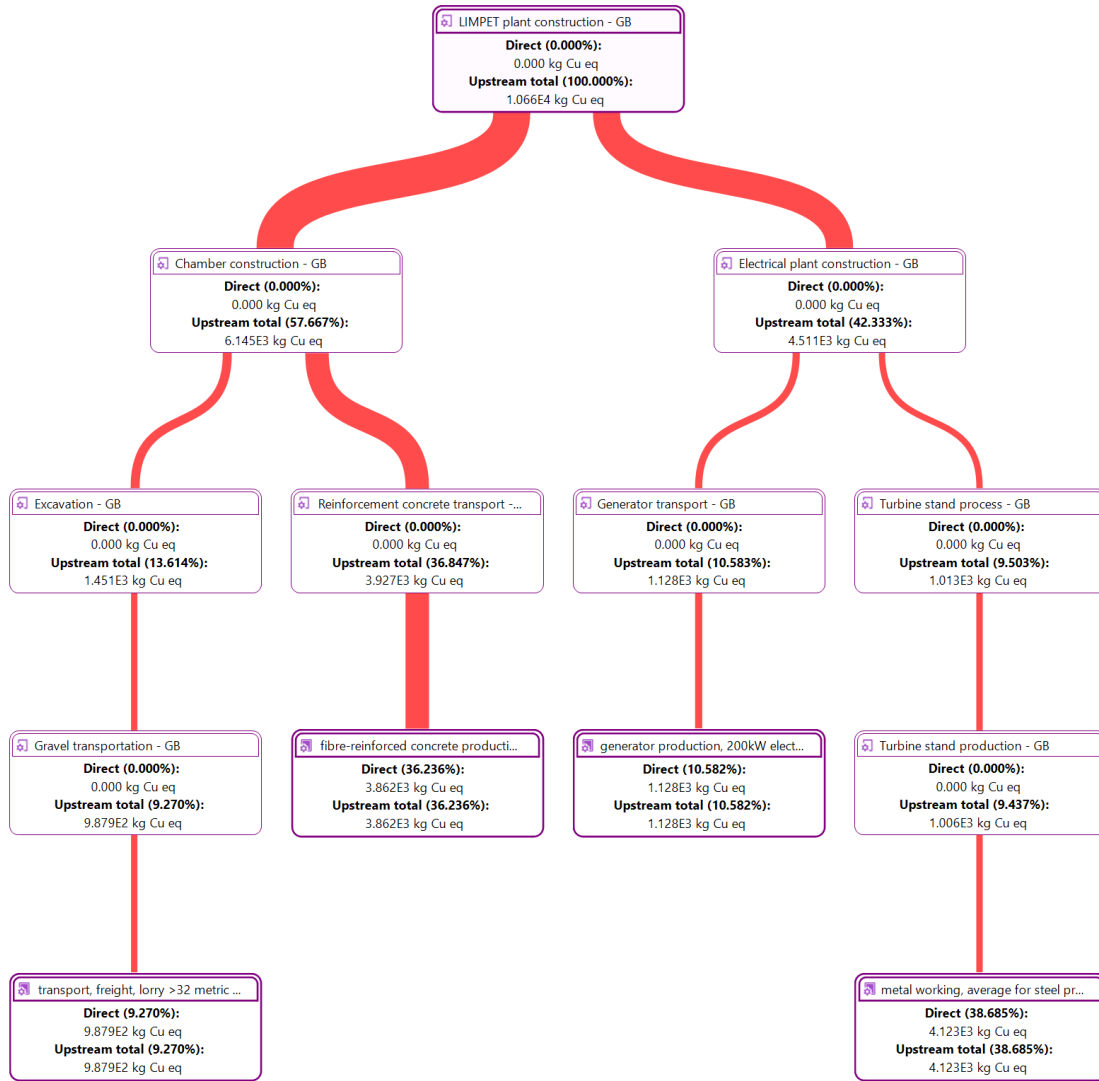 LIMPET plant construction - GB
Direct (0.000%):
0.000 kg Cu eq
Upstream total (100.000%):
1.066E4 kg Cu eq
Chamber construction - GB
Direct (0.000%):
0.000 kg Cu eq
Upstream total (57.667%):
6.145E3 kg Cu eq
Electrical plant construction - GB
Direct (0.000%):
0.000 kg Cu eq
Upstream total (42.333%):
4.511E3 kg Cu eq
Excavation - GB
Direct (0.000%):
0.000 kg Cu eq
Upstream total (13.614%):
1.451E3 kg Cu eq
Reinforcement concrete transport -...
Direct (0.000%):
0.000 kg Cu eq
Upstream total (36.847%):
3.927E3 kg Cu eq
Generator transport - GB
Direct (0.000%):
0.000 kg Cu eq
Upstream total (10.583%):
1.128E3 kg Cu eq
Turbine stand process - GB
Direct (0.000%):
0.000 kg Cu eq
Upstream total (9.503%):
1.013E3 kg Cu eq
Gravel transportation - GB
Direct (0.000%):
0.000 kg Cu eq
Upstream total (9.270%):
9.879E2 kg Cu eq
fibre-reinforced concrete producti...
Direct (36.236%):
3.862E3 kg Cu eq
Upstream total (36.236%):
3.862E3 kg Cu eq
generator production, 200kW elect...
Direct (10.582%):
1.128E3 kg Cu eq
Upstream total (10.582%):
1.128E3 kg Cu eq
Turbine stand production - GB
Direct (0.000%):
0.000 kg Cu eq
Upstream total (9.437%):
1.006E3 kg Cu eq
transport, freight, lorry >32 metric ...
Direct (9.270%):
9.879E2 kg Cu eq
Upstream total (9.270%):
9.879E2 kg Cu eq
metal working, average for steel pr...
Direct (38.685%):
4.123E3 kg Cu eq
Upstream total (38.685%):
4.123E3 kg Cu eq